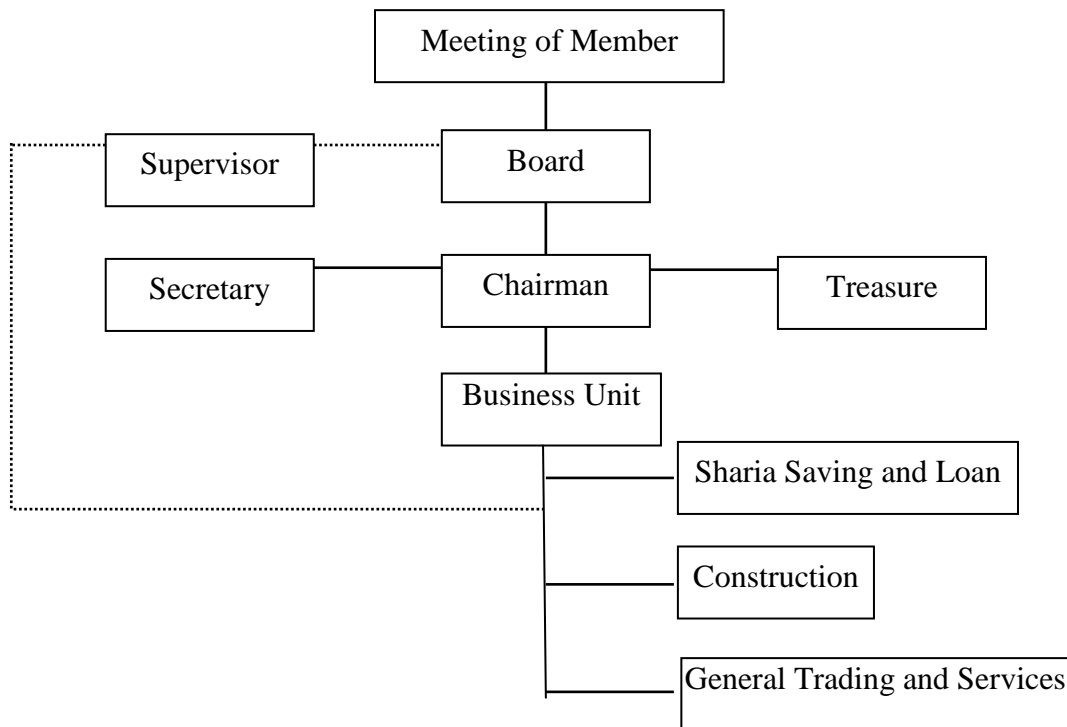 Meeting of Member
Supervisor
Board
Secretary
Chairman
Treasure
Business Unit
Sharia Saving and Loan
Construction
General Trading and Services